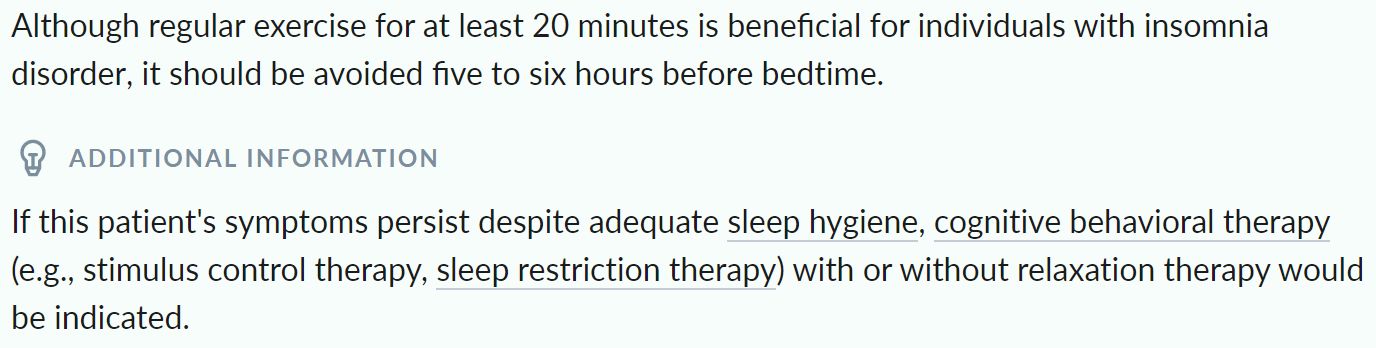 Although regular exercise for at least 20 minutes is beneficial for individuals with insomnia
disorder, it should be avoided five to six hours before bedtime.
ADDITIONAL INFORMATION
If this patient's symptoms persist despite adequate sleep hygiene, cognitive behavioral therapy
(e.g., stimulus control therapy, sleep restriction therapy) with or without relaxation therapy would
be indicated.